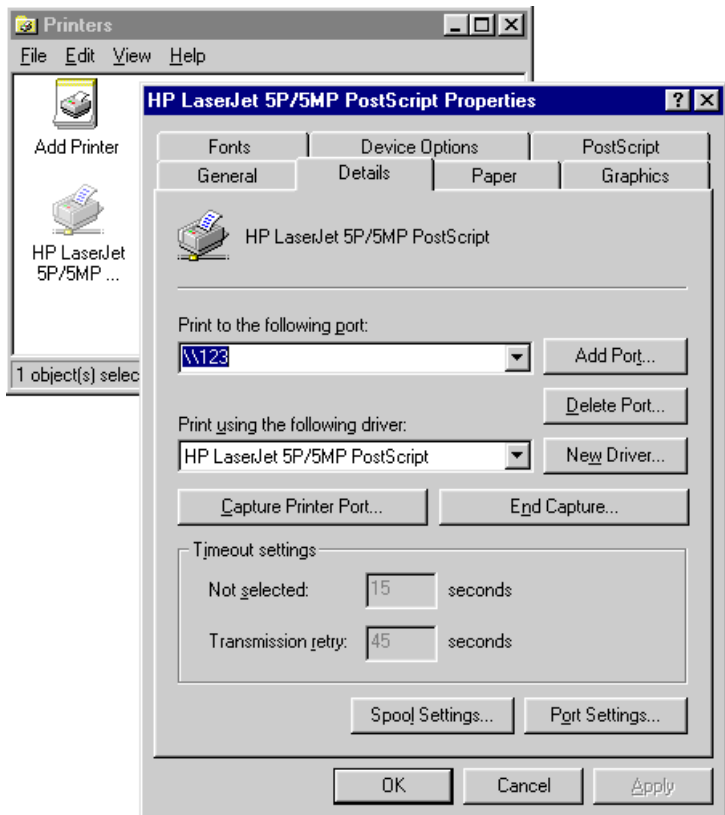 Printers
File Edit View Help
Add Printer
HP LaserJet
5P/5MP ...
1 object(s) selec
HP LaserJet 5P/5MP PostScript Properties
Fonts Device Options PostScript
General Details Paper Graphics
HP LaserJet 5P/5MP PostScript
Print to the following port:
\\123
Add Port...
Delete Port...
Print using the following driver:
HP LaserJet 5P/5MP PostScript
New Driver...
Capture Printer Port... End Capture...
Timeout settings
Not selected: 15 seconds
Transmission retry: 45 seconds
Spool Settings... Port Settings...
OK Cancel Apply